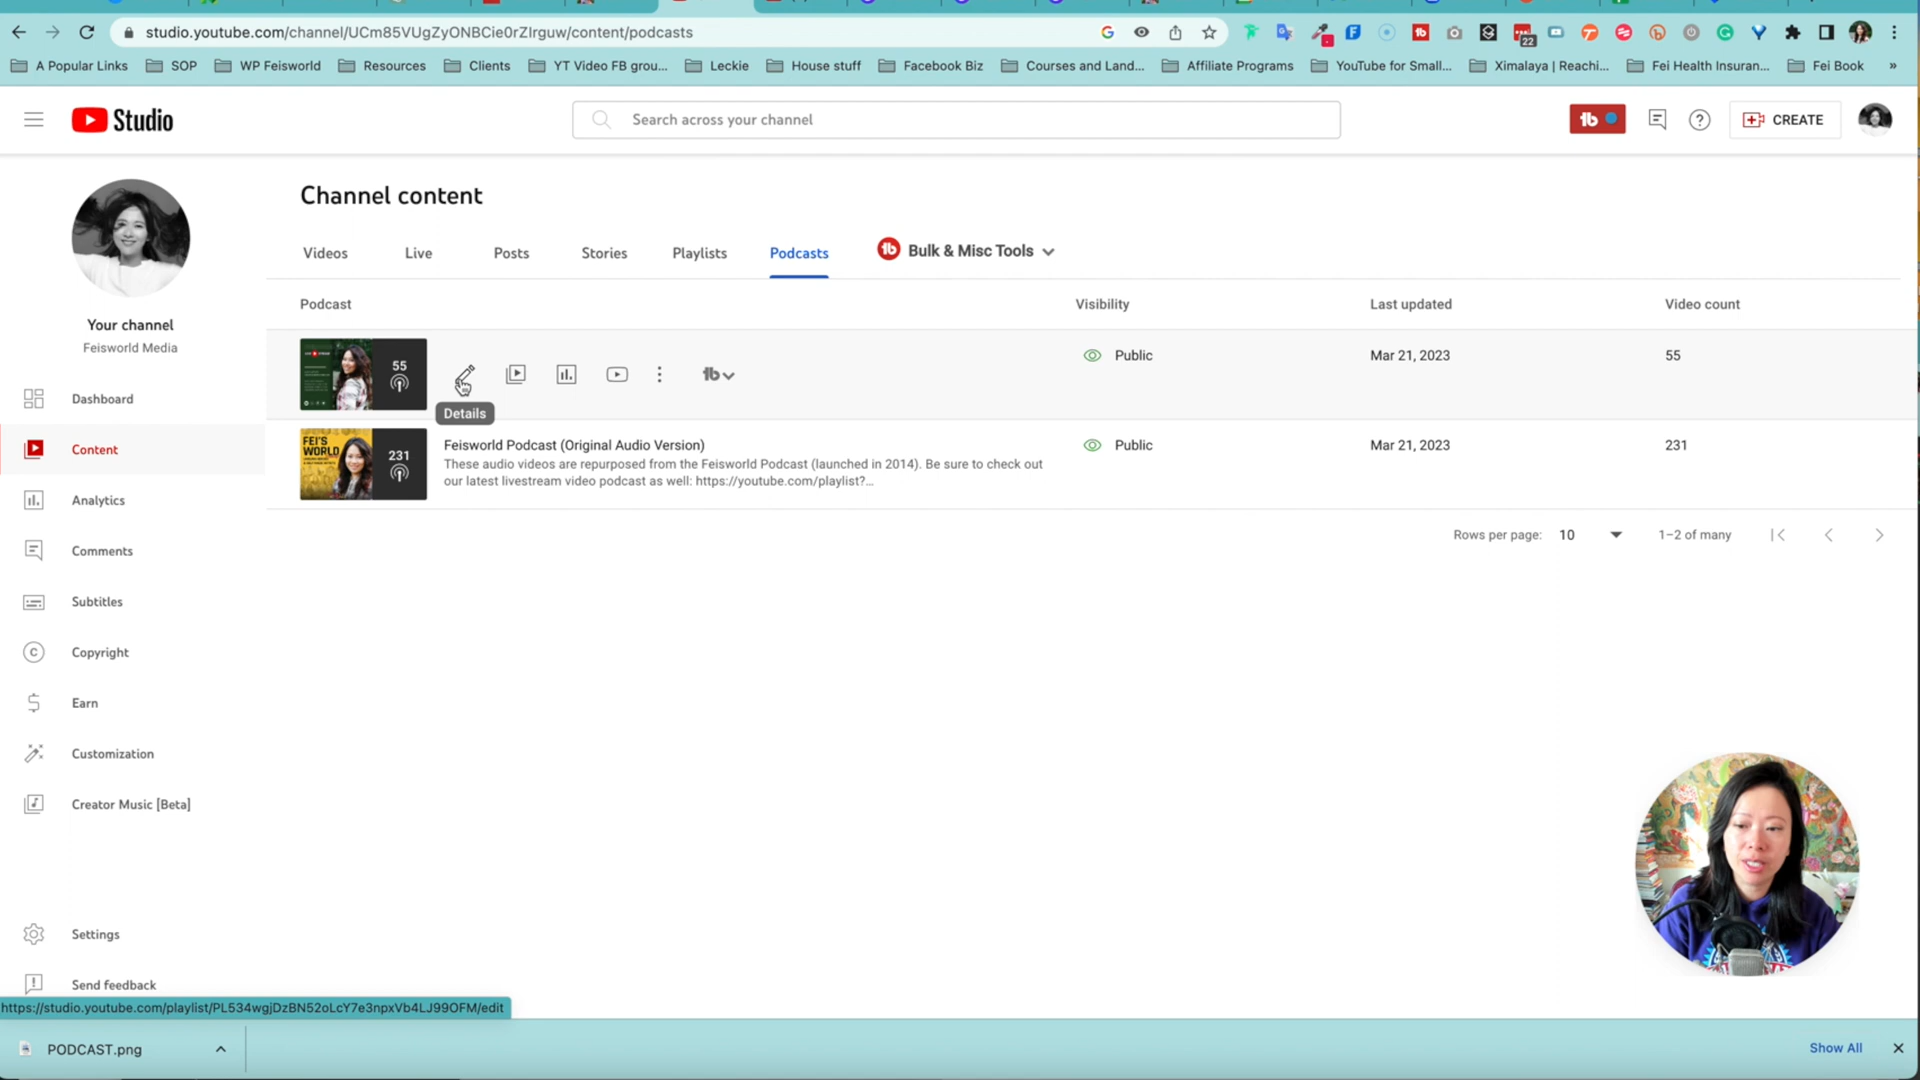 studio.youtube.com/channel/UCm85VUgZyONBCie0rZIrguw/content/podcasts
22
A Popular Links
SOP
WP Feisworld
Resources
Clients
YT Video FB grou...
Leckie
House stuff
Facebook Biz
Courses and Land...
Affiliate Programs
YouTube for Small...
Ximalaya | Reachi...
Fei Health Insuran...
Fei Book
»
Studio
Search across your channel
CREATE
Your channel
Feisworld Media
Dashboard
Content
Analytics
Comments
Subtitles
Copyright
Earn
Customization
Creator Music [Beta]
Settings
Send feedback
Channel content
Videos
Live
Posts
Stories
Playlists
Podcasts
Bulk & Misc Tools
Podcast
Visibility
Last updated
Video count
55
Details
Public
Mar 21, 2023
55
FEI'S
WORLD
231
Feisworld Podcast (Original Audio Version)
These audio videos are repurposed from the Feisworld Podcast (launched in 2014). Be sure to check out
our latest livestream video podcast as well: https://youtube.com/playlist?...
Public
Mar 21, 2023
231
Rows per page:
10
1–2 of many
https://studio.youtube.com/playlist/PL534wgjDzBN52oLcY7e3npxVb4LJ99OFM/edit
PODCAST.png
Show All